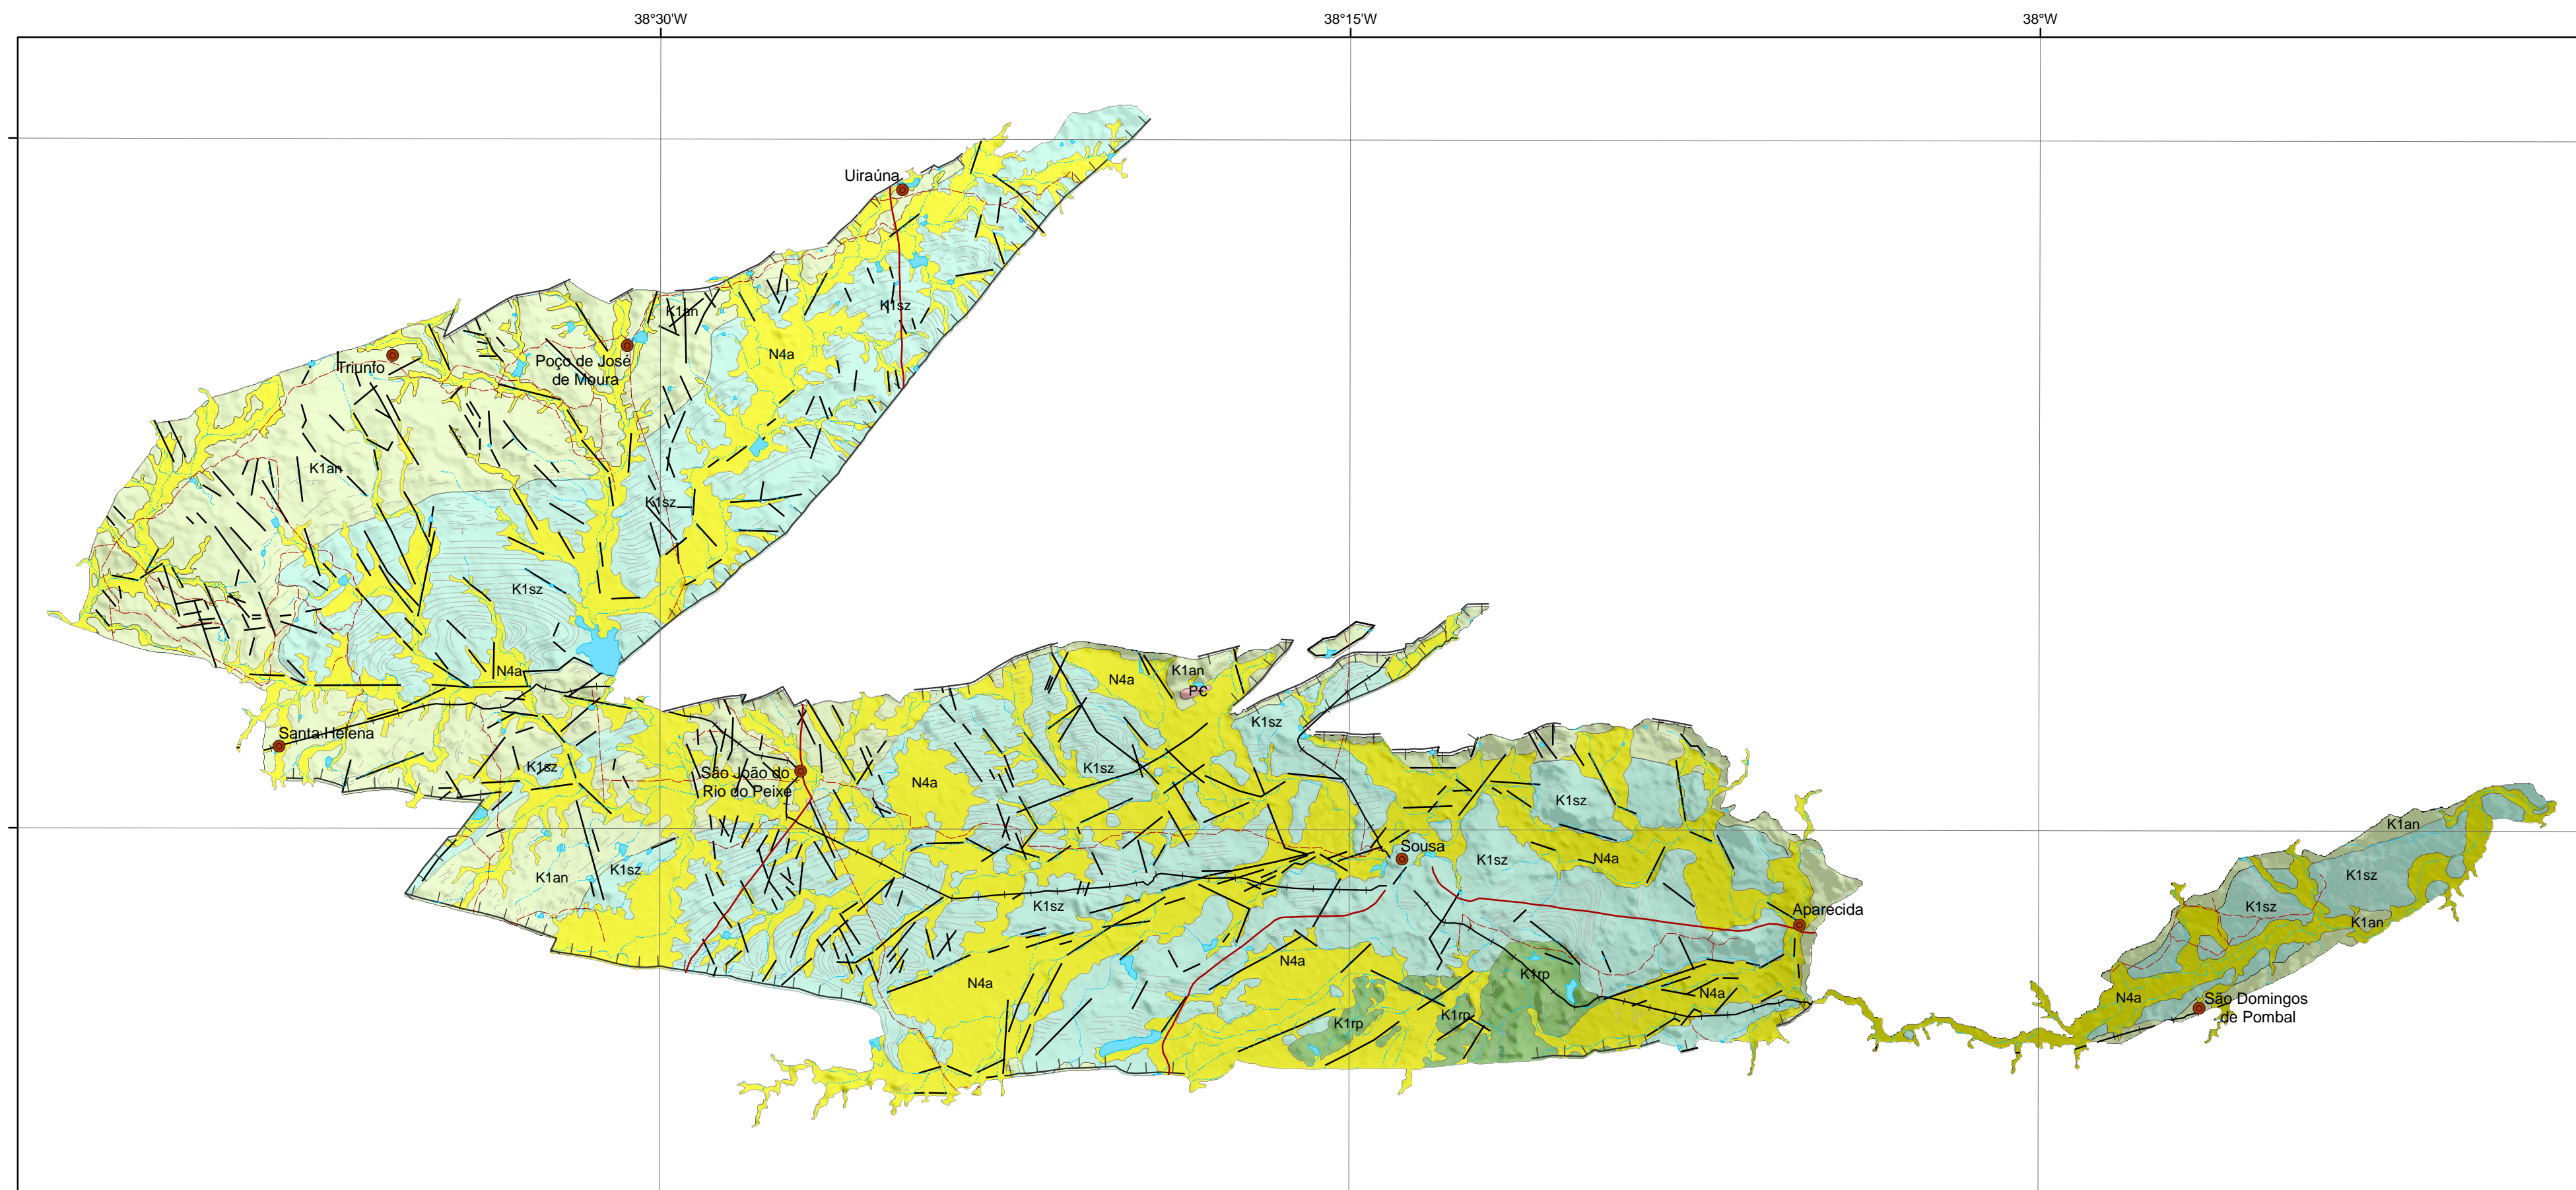 38°30'W
38°15'W
38°W
Uiraúna
K1sz
K1an
N4a
Poço de José
de Moura
Triunfo
K1an
K1sz
K1sz
N4a
K1an
P€
N4a
K1sz
Santa Helena
K1sz
São João do
Rio do Peixe
N4a
K1sz
K1sz
K1an
Sousa
K1sz
N4a
K1an
K1sz
K1sz
K1sz
K1sz
Aparecida
K1an
N4a
N4a
K1rp
N4a
N4a
São Domingos
de Pombal
K1rp
K1rp